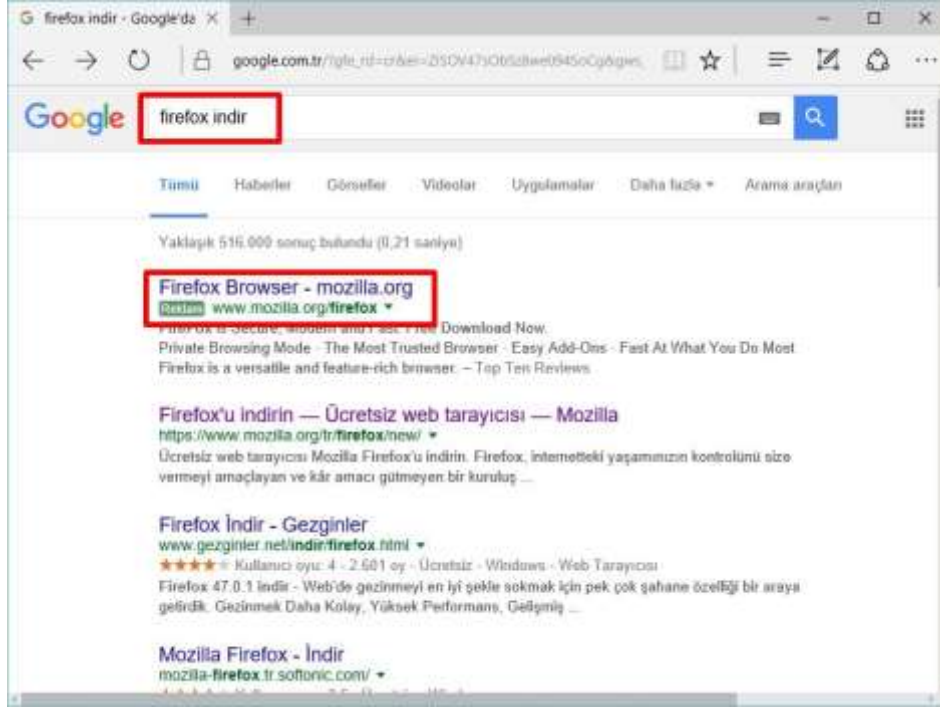 firefox indir - Google'da
google.com.tr
Google
firefox indir
Tümü Haberler Görseller Videolar Uygulamalar Daha fazla Arama araçları
Yaklaşık 516.000 sonuç bulundu (0,21 saniye)
Firefox Browser - mozilla.org
Reklam www.mozilla.org/firefox
FireFox is Secure, Modern and Fast. Free Download Now.
Private Browsing Mode · The Most Trusted Browser · Easy Add-Ons · Fast At What You Do Most
Firefox is a versatile and feature-rich browser. – Top Ten Reviews
Firefox'u indirin — Ücretsiz web tarayıcısı — Mozilla
https://www.mozilla.org/tr/firefox/new/
Ücretsiz web tarayıcısı Mozilla Firefox'u indirin. Firefox, internetteki yaşamınızın kontrolünü size
vermeyi amaçlayan ve kâr amacı gütmeyen bir kuruluş ...
Firefox İndir - Gezginler
www.gezginler.net/indir/firefox.html
Kullanıcı oyu: 4 - 2.601 oy - Ücretsiz - Windows - Web Tarayıcısı
Firefox 47.0.1 indir - Web'de gezinmeyi en iyi şekle sokmak için pek çok şahane özelliği bir araya
getirdik. Gezinmek Daha Kolay, Yüksek Performans, Gelişmiş ...
Mozilla Firefox - İndir
mozilla-firefox.tr.softonic.com/